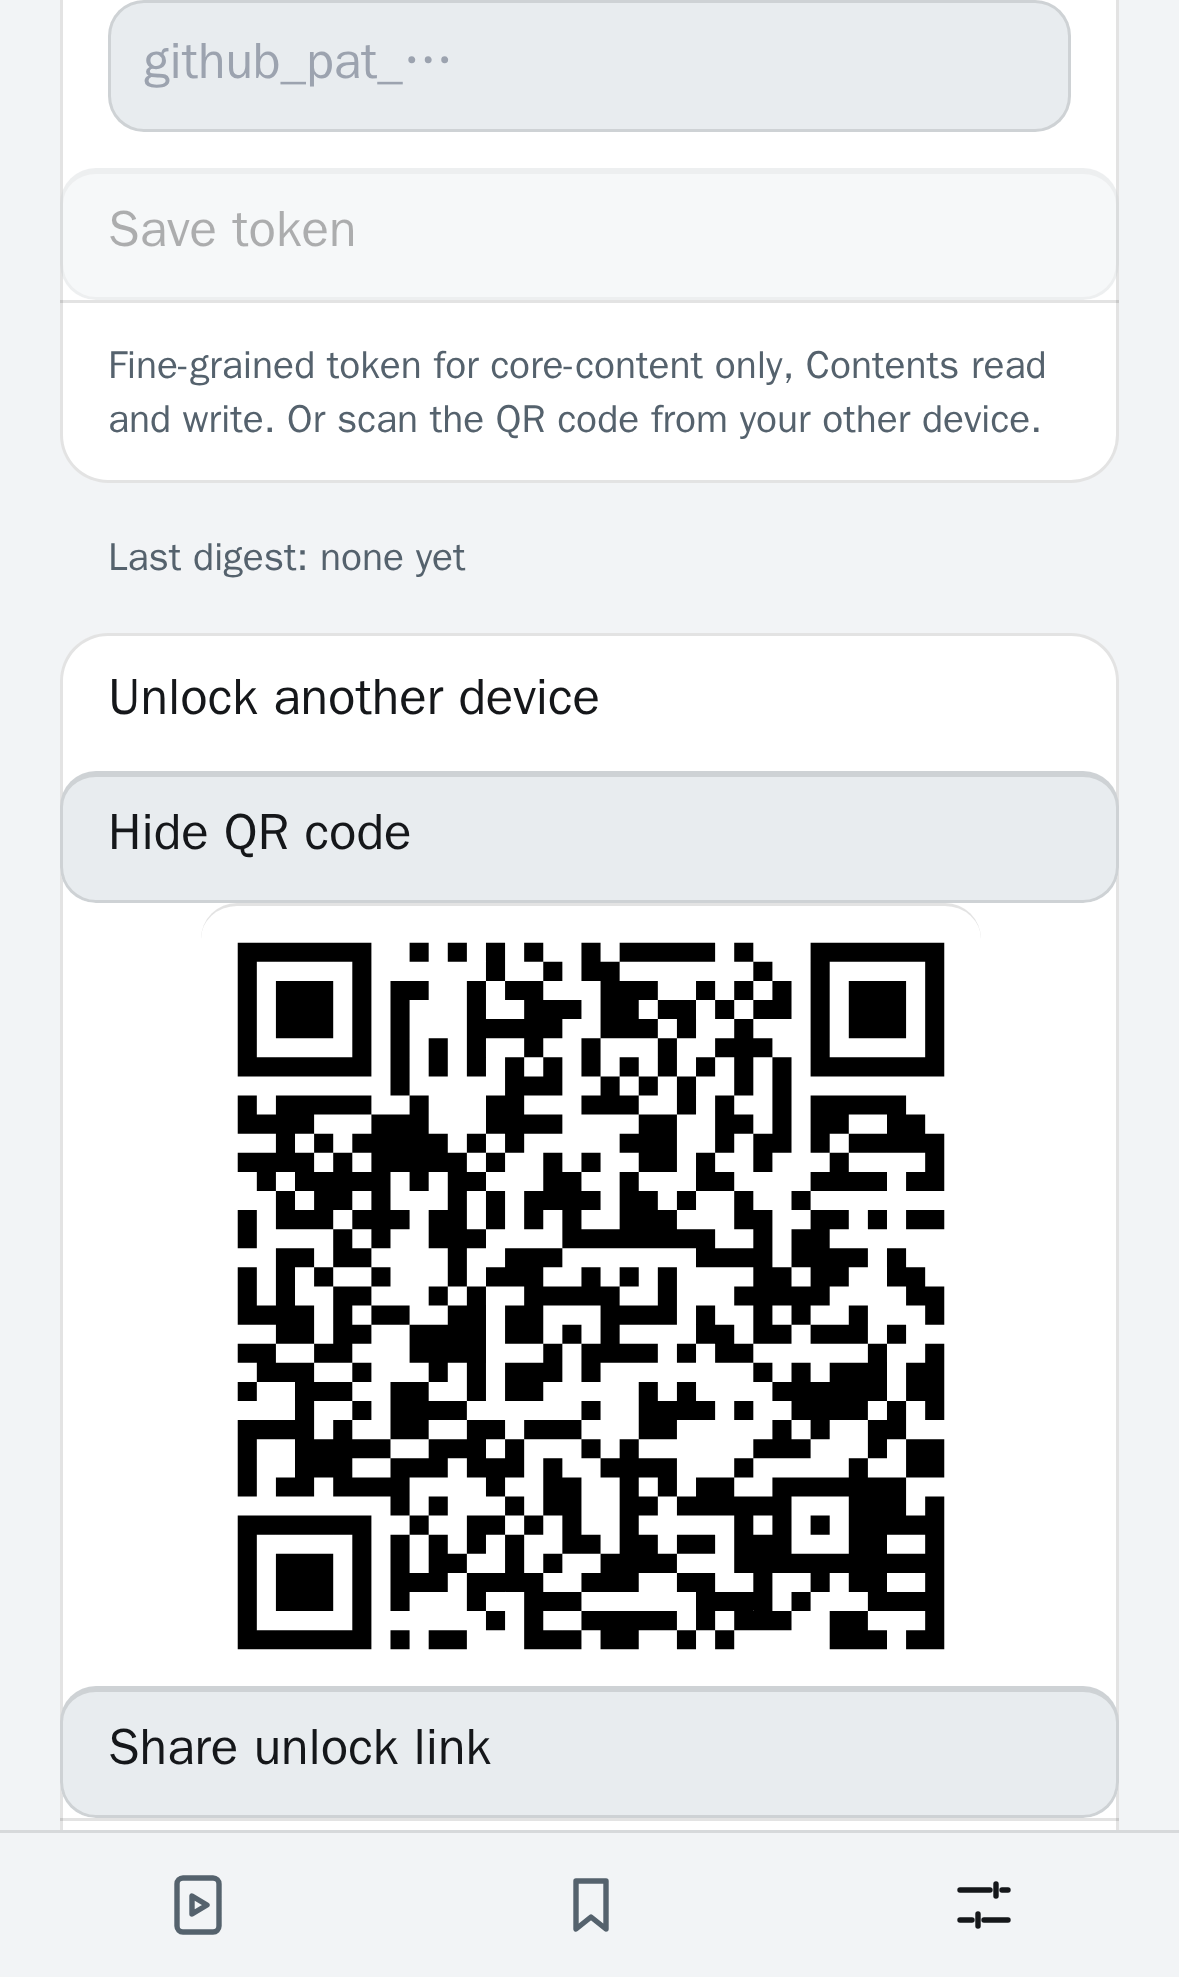 github_pat_···
Save token
Fine-grained token for core-content only, Contents read
and write. Or scan the QR code from your other device.
Last digest: none yet
Unlock another device
Hide QR code
Share unlock link